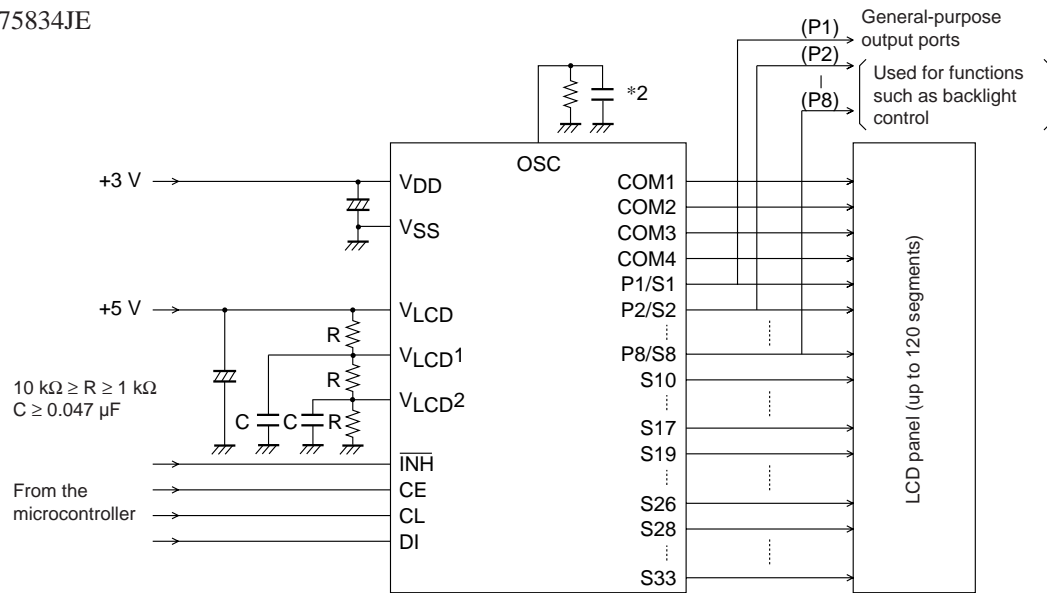 75834JE
(P1)
General-purpose
output ports
(P2)
(P8)
Used for functions
such as backlight
control
*2
OSC
+3 V
VDD
VSS
+5 V
VLCD
R
VLCD1
R
VLCD2
R
C
C
10 kΩ ≥ R ≥ 1 kΩ
C ≥ 0.047 µF
INH
CE
CL
DI
From the
microcontroller
COM1
COM2
COM3
COM4
P1/S1
P2/S2
P8/S8
S10
S17
S19
S26
S28
S33
LCD panel (up to 120 segments)